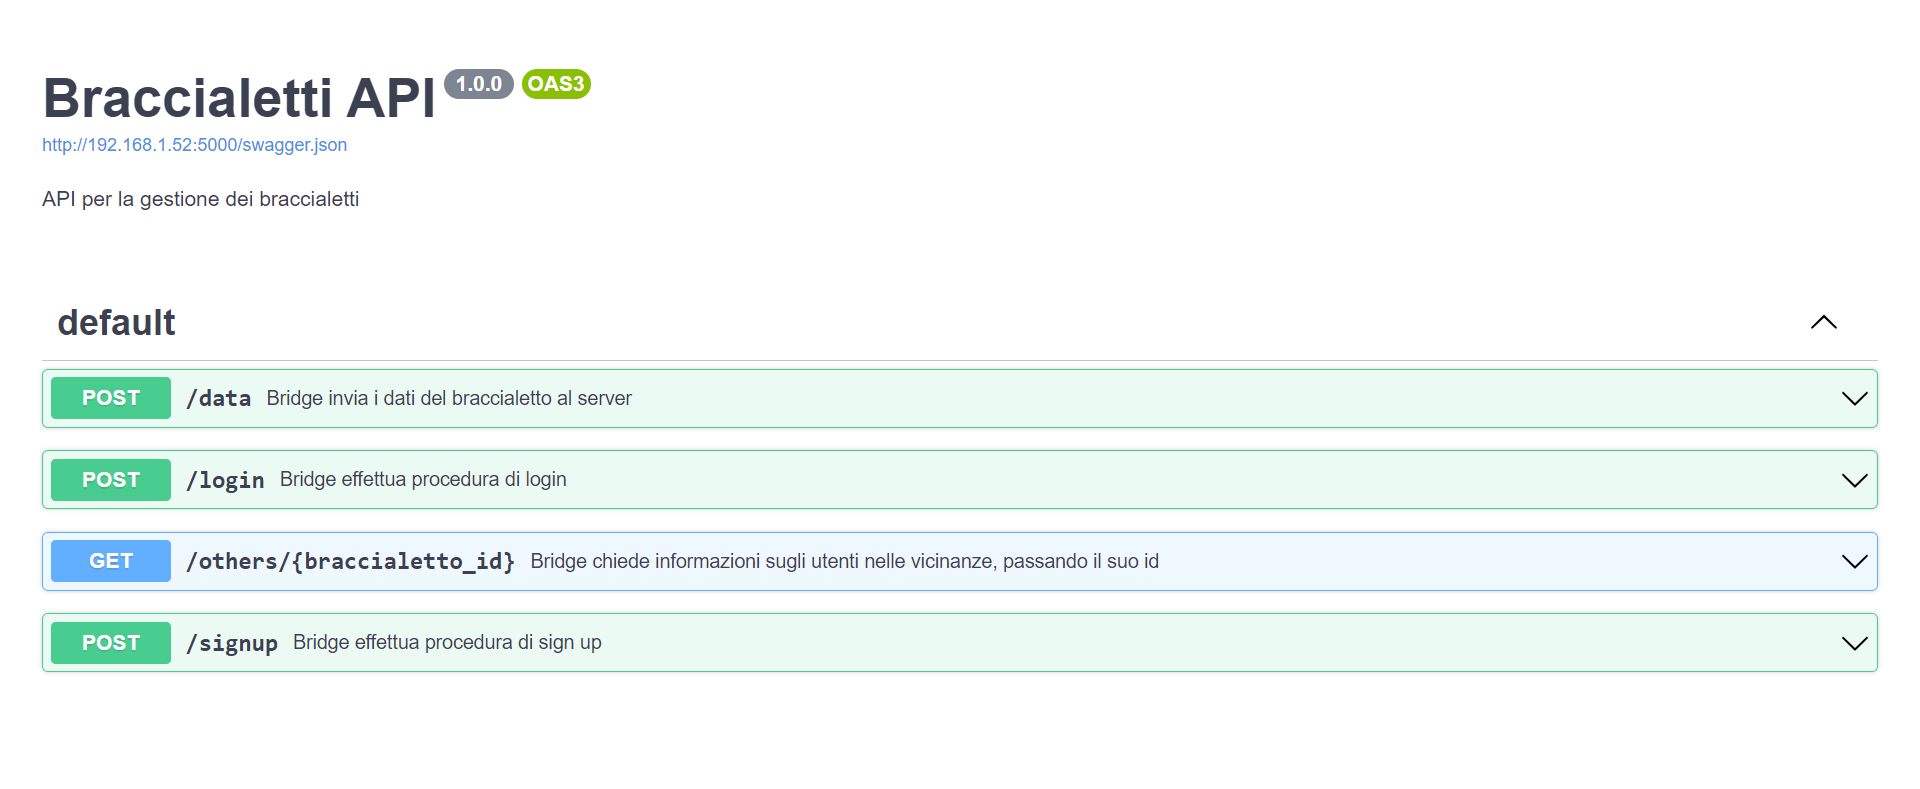 Braccialetti API 1.0.0 OAS3
http://192.168.1.52:5000/swagger.json
API per la gestione dei braccialetti
default
POST /data Bridge invia i dati del braccialetto al server
POST /login Bridge effettua procedura di login
GET /others/{braccialetto_id} Bridge chiede informazioni sugli utenti nelle vicinanze, passando il suo id
POST /signup Bridge effettua procedura di sign up